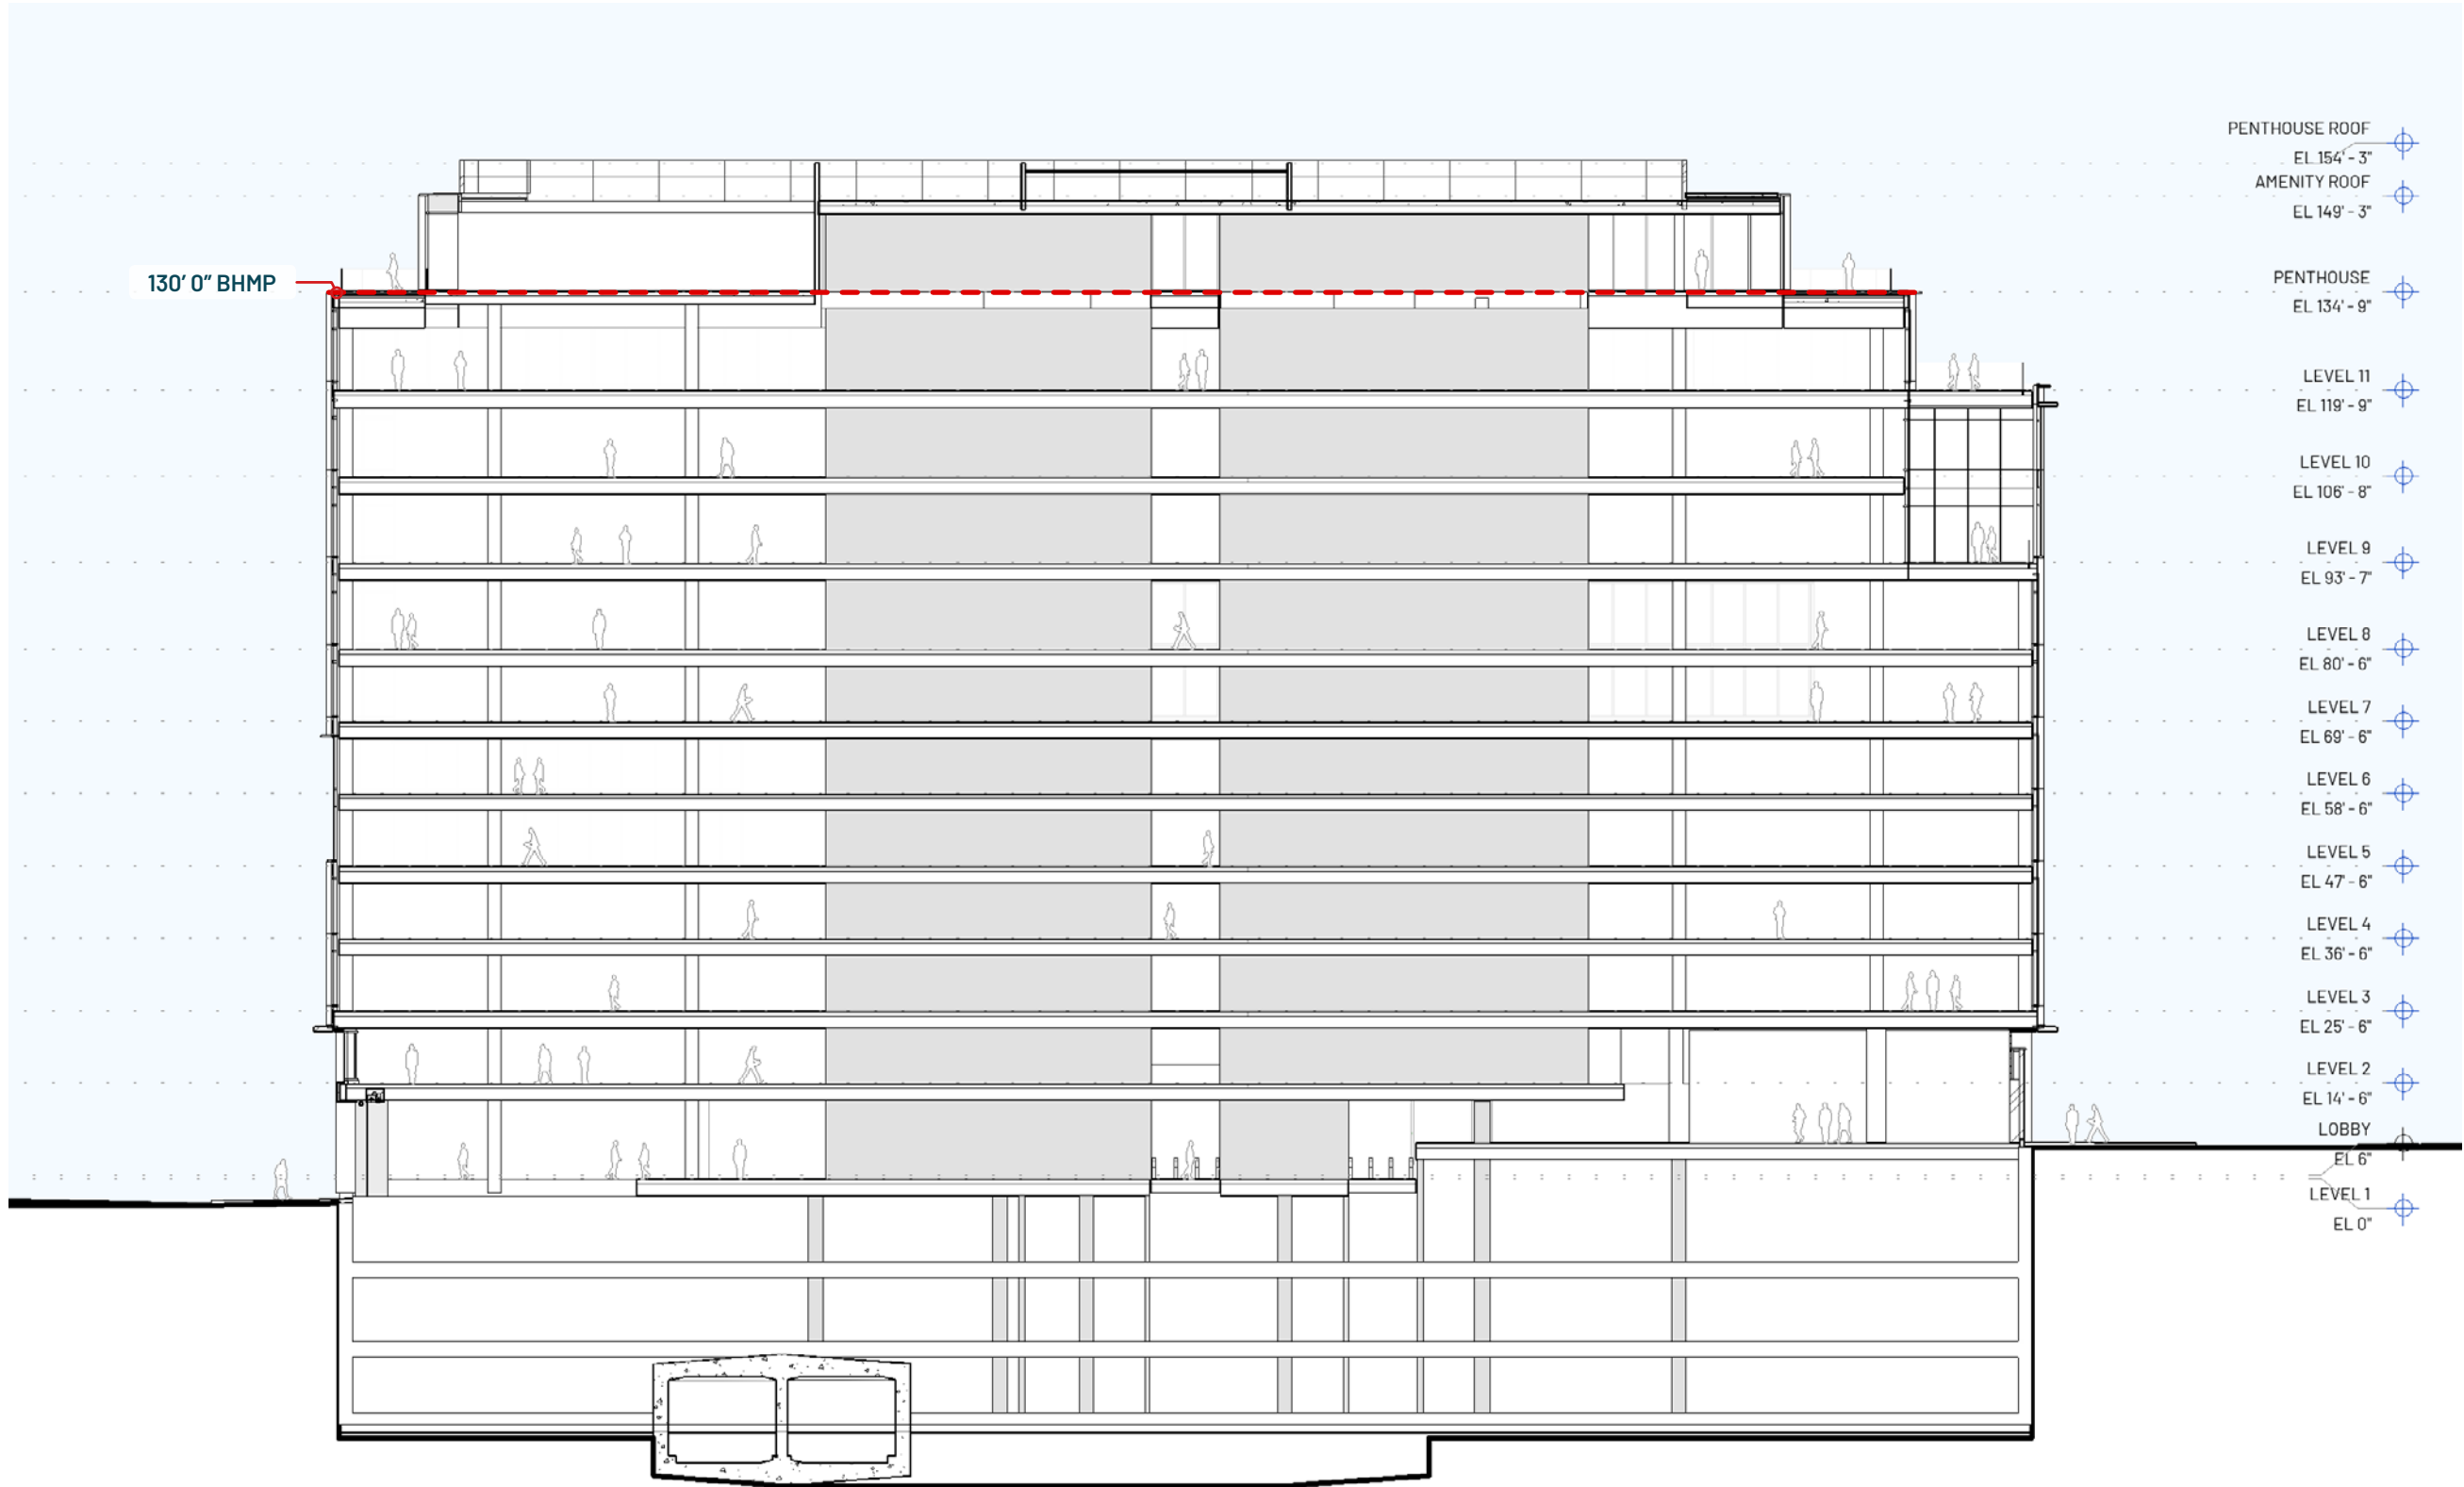 PENTHOUSE ROOF
EL 154' - 3"
AMENITY ROOF
EL 149' - 3"
130' 0" BHMP
PENTHOUSE
EL 134' - 9"
LEVEL 11
EL 119' - 9"
LEVEL 10
EL 106' - 8"
LEVEL 9
EL 93' - 7"
LEVEL 8
EL 80' - 6"
LEVEL 7
EL 69' - 6"
LEVEL 6
EL 58' - 6"
LEVEL 5
EL 47' - 6"
LEVEL 4
EL 36' - 6"
LEVEL 3
EL 25' - 6"
LEVEL 2
EL 14' - 6"
LOBBY
EL 6"
LEVEL 1
EL 0"